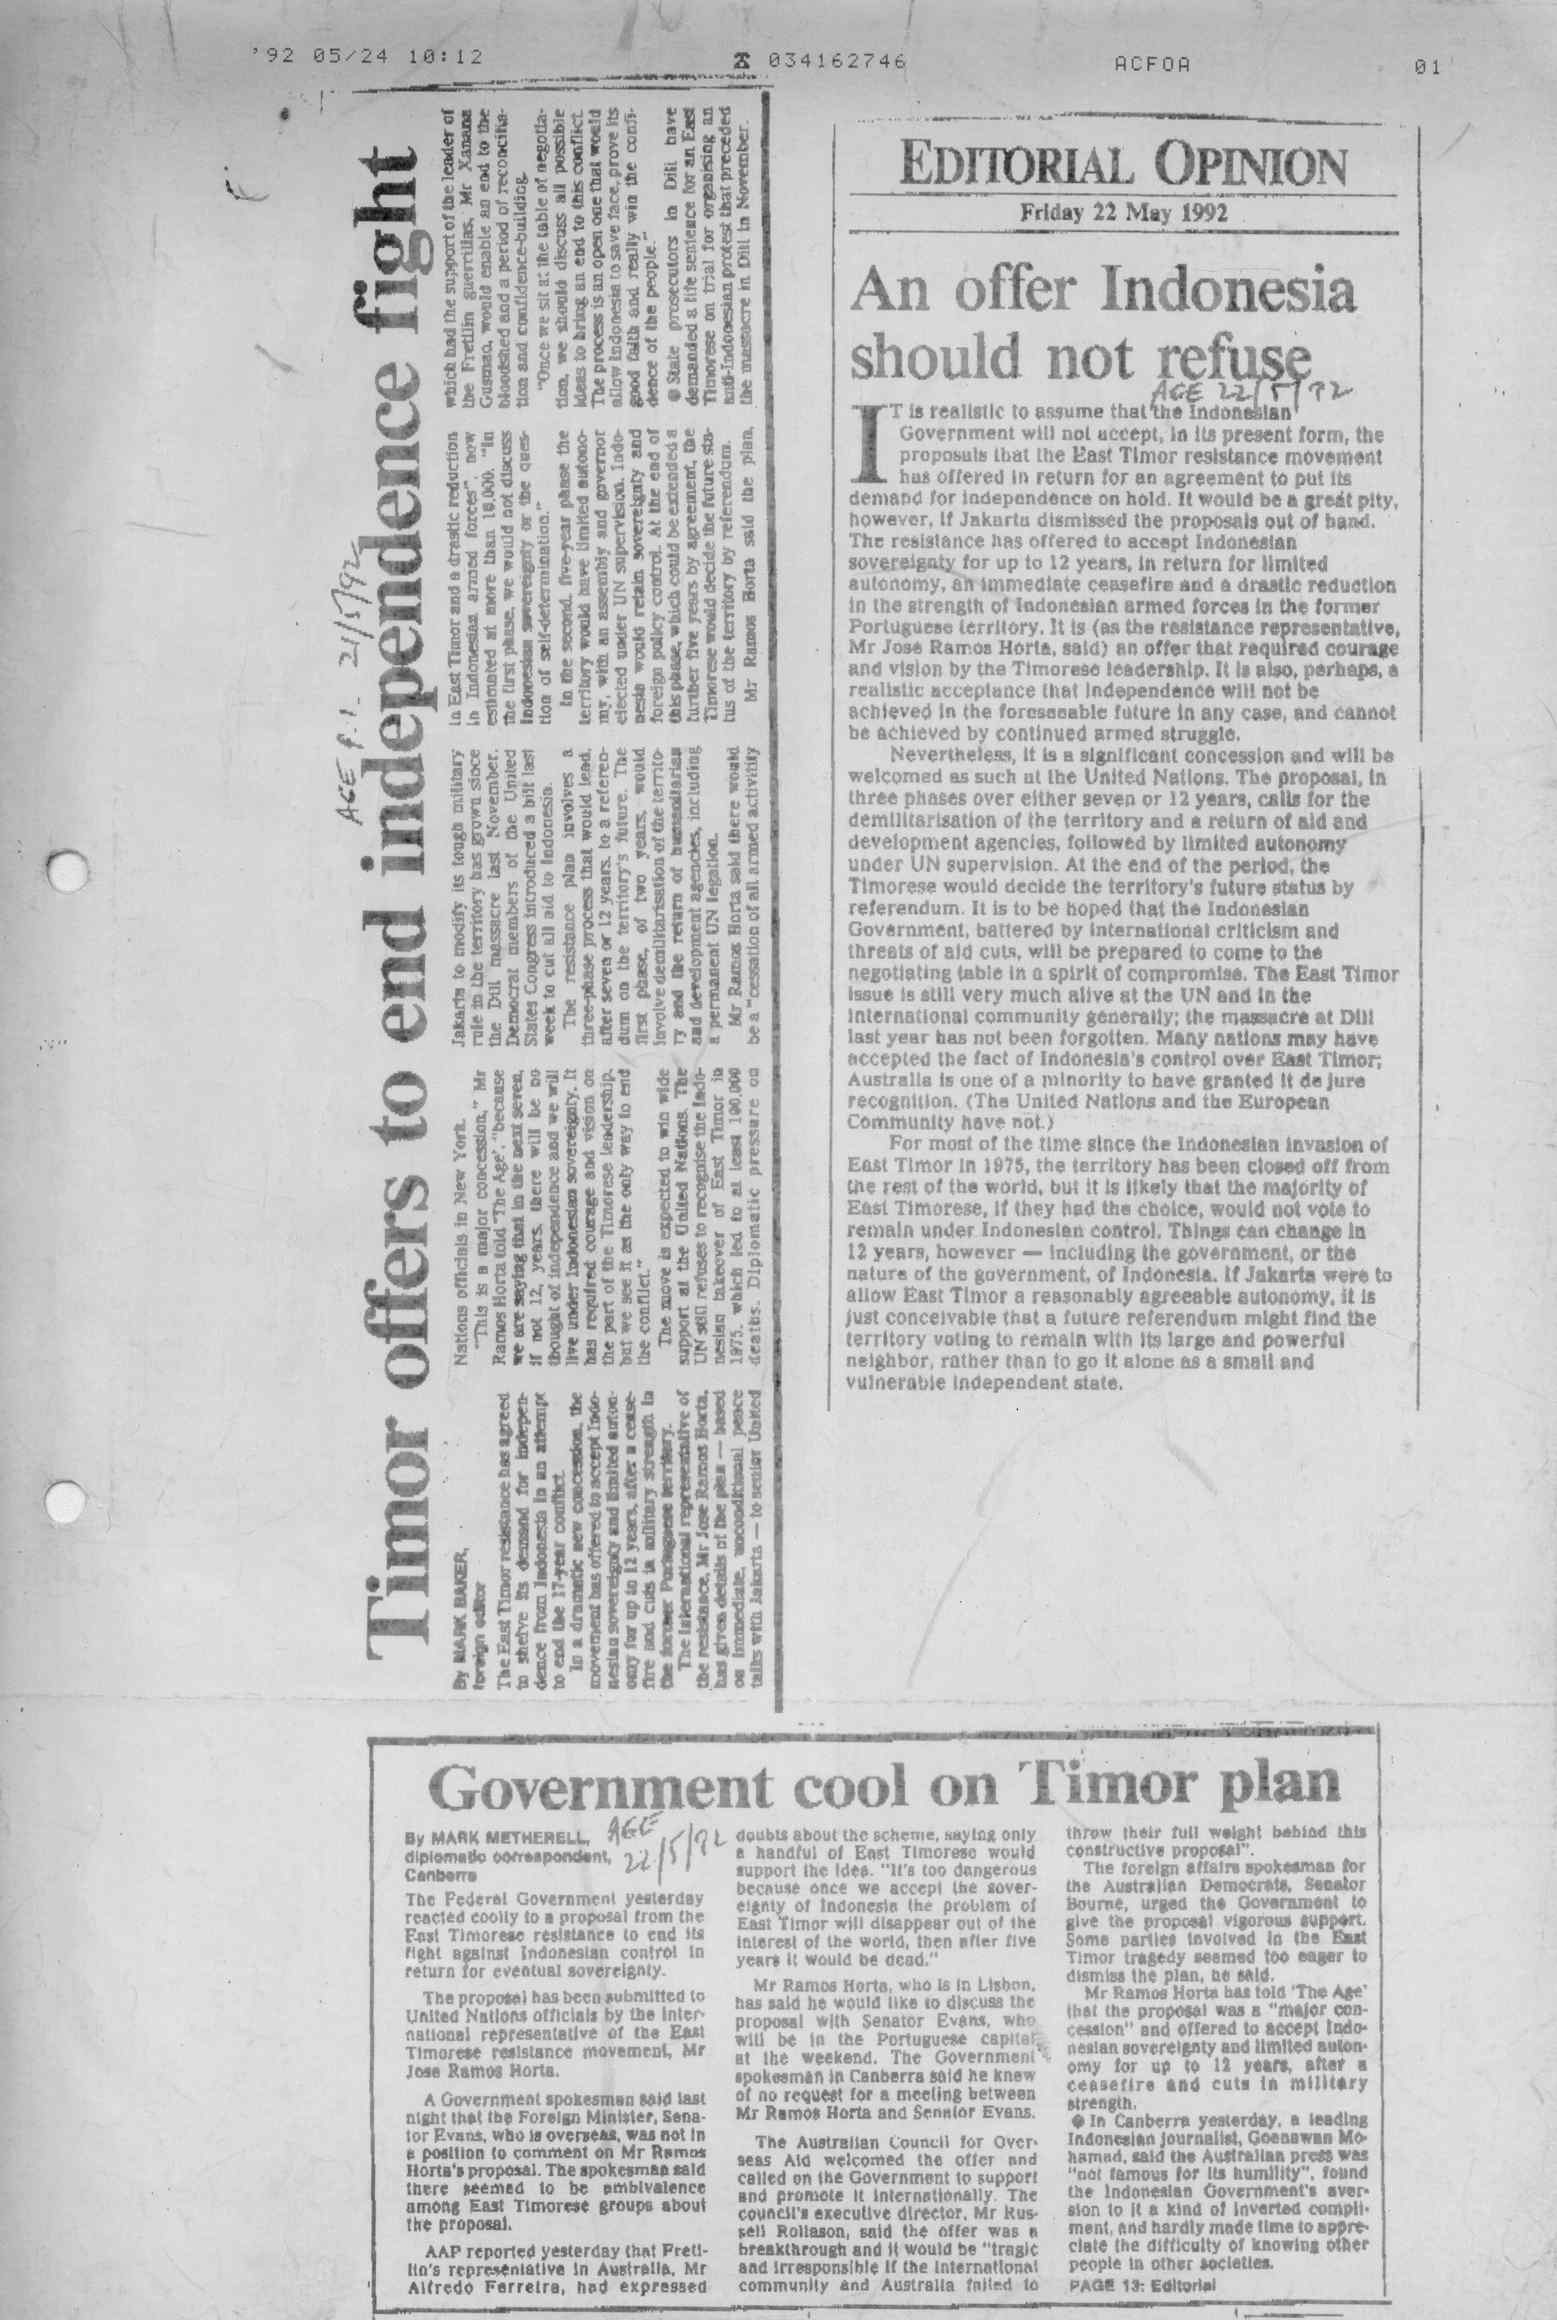 '92 05/24 10:12 ☎ 034162746 ACFOA 01
AGE P.1. 21/5/92
Timor offers to end independence fight
By MARK BAKER,
foreign editor
The East Timor resistance has agreed
to shelve its demand for indepen-
dence from Indonesia in an attempt
to end the 17-year conflict.
In a dramatic new concession, the
movement has offered to accept Indo-
nesian sovereignty and limited auton-
omy for up to 12 years, after a cease-
fire and cuts in military strength in
the former Portuguese territory.
The international representative of
the resistance, Mr Jose Ramos Horta,
has given details of the plan — based
on immediate, unconditional peace
talks with Jakarta — to senior United
Nations officials in New York.
"This is a major concession," Mr
Ramos Horta told 'The Age', "because
we are saying that in the next seven,
if not 12, years, there will be no
thought of independence and we will
live under Indonesian sovereignty. It
has required courage and vision on
the part of the Timorese leadership,
but we see it as the only way to end
the conflict."
The move is expected to win wide
support at the United Nations. The
UN still refuses to recognise the Indo-
nesian takeover of East Timor in
1975, which led to at least 100,000
deaths. Diplomatic pressure on
Jakarta to modify its tough military
rule in the territory has grown since
the Dili massacre last November.
Democrat members of the United
States Congress introduced a bill last
week to cut all aid to Indonesia.
The resistance plan involves a
three-phase process that would lead,
after seven or 12 years, to a referen-
dum on the territory's future. The
first phase, of two years, would
involve demilitarisation of the territo-
ry and the return of humanitarian
and development agencies, including
a permanent UN legation.
Mr Ramos Horta said there would
be a "cessation of all armed activity
in East Timor and a drastic reduction
in Indonesian armed forces", now
estimated at more than 10,000. "In
the first phase, we would not discuss
Indonesian sovereignty or the ques-
tion of self-determination."
In the second, five-year phase the
territory would have limited autono-
my, with an assembly and governor
elected under UN supervision. Indo-
nesia would retain sovereignty and
foreign policy control. At the end of
this phase, which could be extended a
further five years by agreement, the
Timorese would decide the future sta-
tus of the territory by referendum.
Mr Ramos Horta said the plan,
which had the support of the leader of
the Fretilin guerrillas, Mr Xanana
Gusmao, would enable an end to the
bloodshed and a period of reconcilia-
tion and confidence-building.
"Once we sit at the table of negotia-
tion, we should discuss all possible
ideas to bring an end to this conflict.
The process is an open one that would
allow Indonesia to save face, prove its
good faith and really win the confi-
dence of the people."
● State prosecutors in Dili have
demanded a life sentence for an East
Timorese on trial for organising an
anti-Indonesian protest that preceded
the massacre in Dili in November.
EDITORIAL OPINION
Friday 22 May 1992
An offer Indonesia
should not refuse
AGE 22/5/92
IT is realistic to assume that the Indonesian
Government will not accept, in its present form, the
proposals that the East Timor resistance movement
has offered in return for an agreement to put its
demand for independence on hold. It would be a great pity,
however, if Jakarta dismissed the proposals out of hand.
The resistance has offered to accept Indonesian
sovereignty for up to 12 years, in return for limited
autonomy, an immediate ceasefire and a drastic reduction
in the strength of Indonesian armed forces in the former
Portuguese territory. It is (as the resistance representative,
Mr Jose Ramos Horta, said) an offer that required courage
and vision by the Timorese leadership. It is also, perhaps, a
realistic acceptance that independence will not be
achieved in the foreseeable future in any case, and cannot
be achieved by continued armed struggle.
Nevertheless, it is a significant concession and will be
welcomed as such at the United Nations. The proposal, in
three phases over either seven or 12 years, calls for the
demilitarisation of the territory and a return of aid and
development agencies, followed by limited autonomy
under UN supervision. At the end of the period, the
Timorese would decide the territory's future status by
referendum. It is to be hoped that the Indonesian
Government, battered by international criticism and
threats of aid cuts, will be prepared to come to the
negotiating table in a spirit of compromise. The East Timor
issue is still very much alive at the UN and in the
international community generally; the massacre at Dili
last year has not been forgotten. Many nations may have
accepted the fact of Indonesia's control over East Timor;
Australia is one of a minority to have granted it de jure
recognition. (The United Nations and the European
Community have not.)
For most of the time since the Indonesian invasion of
East Timor in 1975, the territory has been closed off from
the rest of the world, but it is likely that the majority of
East Timorese, if they had the choice, would not vote to
remain under Indonesian control. Things can change in
12 years, however — including the government, or the
nature of the government, of Indonesia. If Jakarta were to
allow East Timor a reasonably agreeable autonomy, it is
just conceivable that a future referendum might find the
territory voting to remain with its large and powerful
neighbor, rather than to go it alone as a small and
vulnerable independent state.
Government cool on Timor plan
By MARK METHERELL,
diplomatic correspondent,
Canberra
AGE
22/5/92
The Federal Government yesterday
reacted coolly to a proposal from the
East Timorese resistance to end its
fight against Indonesian control in
return for eventual sovereignty.
The proposal has been submitted to
United Nations officials by the inter-
national representative of the East
Timorese resistance movement, Mr
Jose Ramos Horta.
A Government spokesman said last
night that the Foreign Minister, Sena-
tor Evans, who is overseas, was not in
a position to comment on Mr Ramos
Horta's proposal. The spokesman said
there seemed to be ambivalence
among East Timorese groups about
the proposal.
AAP reported yesterday that Freti-
lin's representative in Australia, Mr
Alfredo Ferreira, had expressed
doubts about the scheme, saying only
a handful of East Timorese would
support the idea. "It's too dangerous
because once we accept the sover-
eignty of Indonesia the problem of
East Timor will disappear out of the
interest of the world, then after five
years it would be dead."
Mr Ramos Horta, who is in Lisbon,
has said he would like to discuss the
proposal with Senator Evans, who
will be in the Portuguese capital
at the weekend. The Government
spokesman in Canberra said he knew
of no request for a meeting between
Mr Ramos Horta and Senator Evans.
The Australian Council for Over-
seas Aid welcomed the offer and
called on the Government to support
and promote it internationally. The
council's executive director, Mr Rus-
sell Rollason, said the offer was a
breakthrough and it would be "tragic
and irresponsible if the international
community and Australia failed to
throw their full weight behind this
constructive proposal".
The foreign affairs spokesman for
the Australian Democrats, Senator
Bourne, urged the Government to
give the proposal vigorous support.
Some parties involved in the East
Timor tragedy seemed too eager to
dismiss the plan, he said.
Mr Ramos Horta has told 'The Age'
that the proposal was a "major con-
cession" and offered to accept Indo-
nesian sovereignty and limited auton-
omy for up to 12 years, after a
ceasefire and cuts in military
strength.
● In Canberra yesterday, a leading
Indonesian journalist, Goenawan Mo-
hamad, said the Australian press was
"not famous for its humility", found
the Indonesian Government's aver-
sion to it a kind of inverted compli-
ment, and hardly made time to appre-
ciate the difficulty of knowing other
people in other societies.
PAGE 13: Editorial